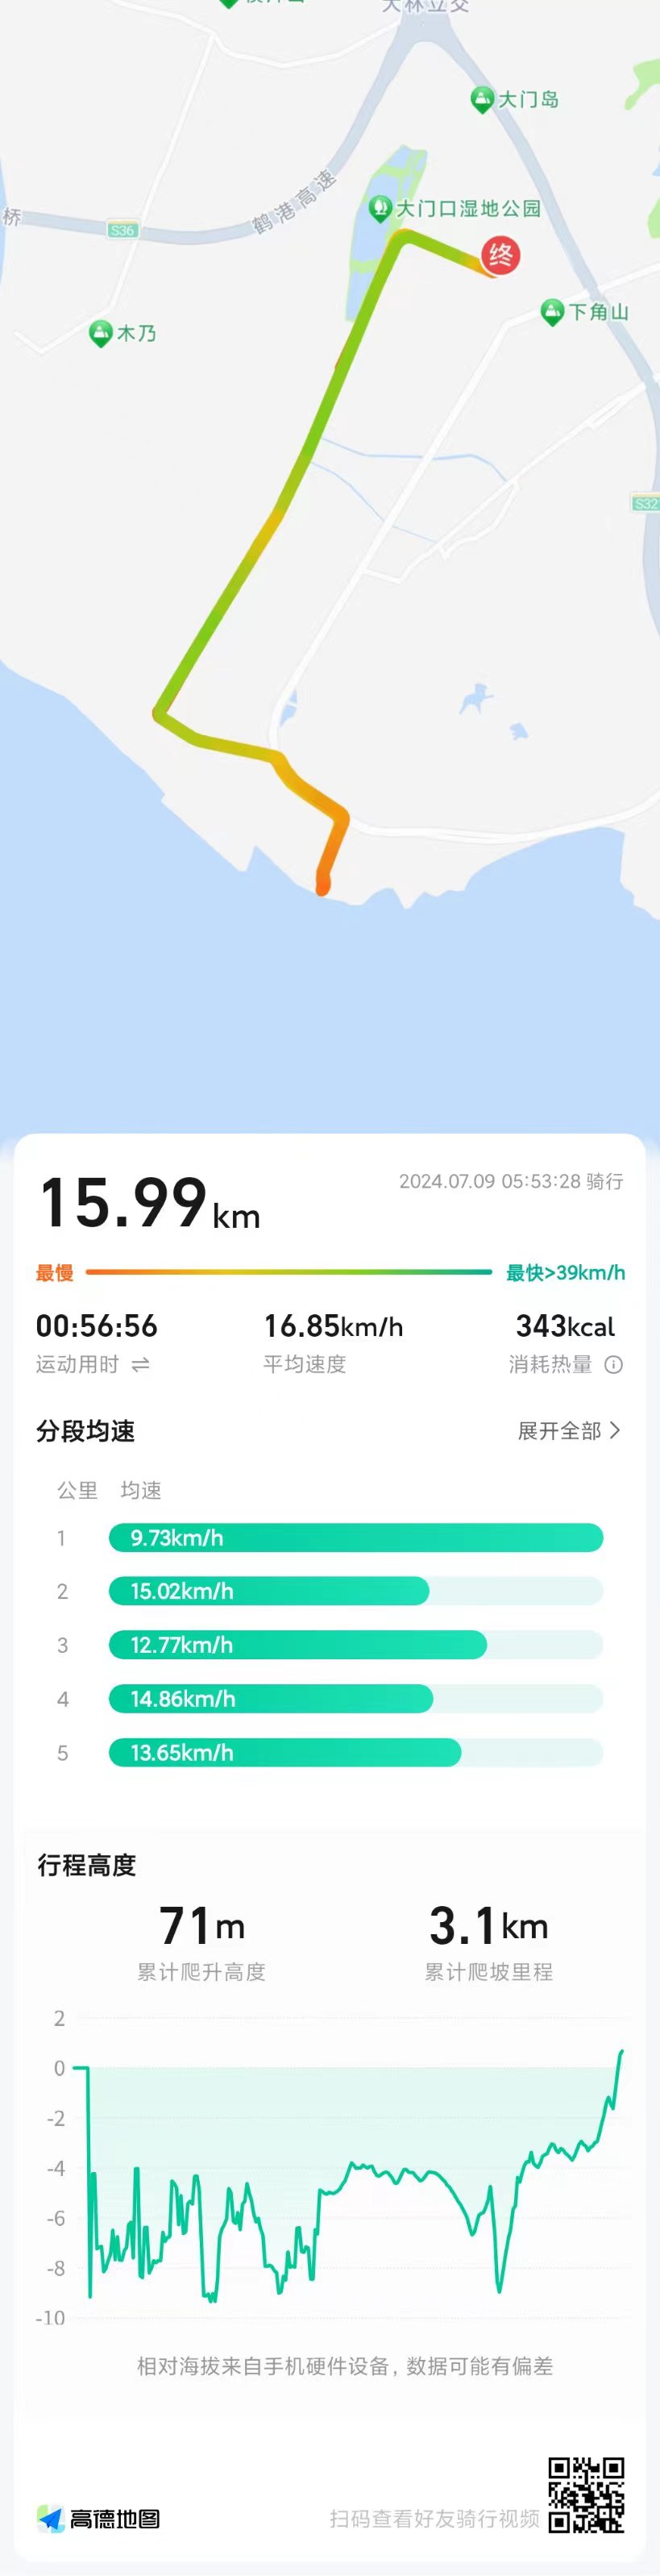 大林立交
大门岛
鹤港高速
大门口湿地公园
桥
S36
终
下角山
木乃
S32
15.99km
2024.07.09 05:53:28 骑行
最慢
最快>39km/h
00:56:56
16.85km/h
343kcal
运动用时
平均速度
消耗热量
分段均速
展开全部 >
公里 均速
1 9.73km/h
2 15.02km/h
3 12.77km/h
4 14.86km/h
5 13.65km/h
行程高度
71m
3.1km
累计爬升高度
累计爬坡里程
2
0
-2
-4
-6
-8
-10
相对海拔来自手机硬件设备，数据可能有偏差
高德地图
扫码查看好友骑行视频